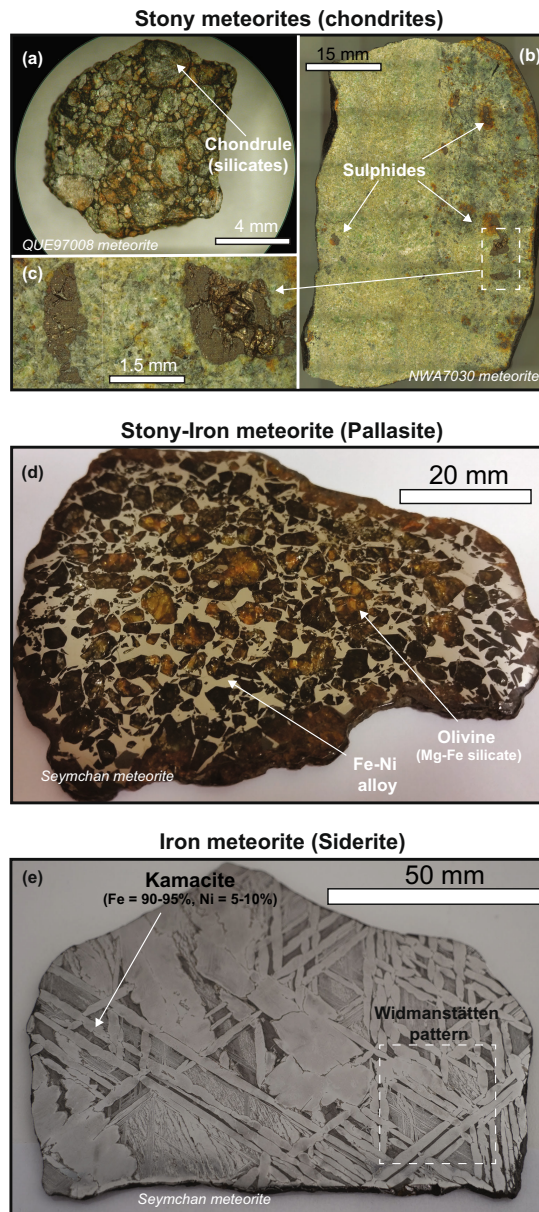 Stony meteorites (chondrites)
(a)
Chondrule
(silicates)
4 mm
QUE97008 meteorite
15 mm
(b)
Sulphides
NWA7030 meteorite
(c)
1.5 mm
Stony-Iron meteorite (Pallasite)
(d)
20 mm
Olivine
(Mg-Fe silicate)
Fe-Ni
alloy
Seymchan meteorite
Iron meteorite (Siderite)
(e)
Kamacite
(Fe = 90-95%, Ni = 5-10%)
50 mm
Widmanstätten
pattern
Seymchan meteorite